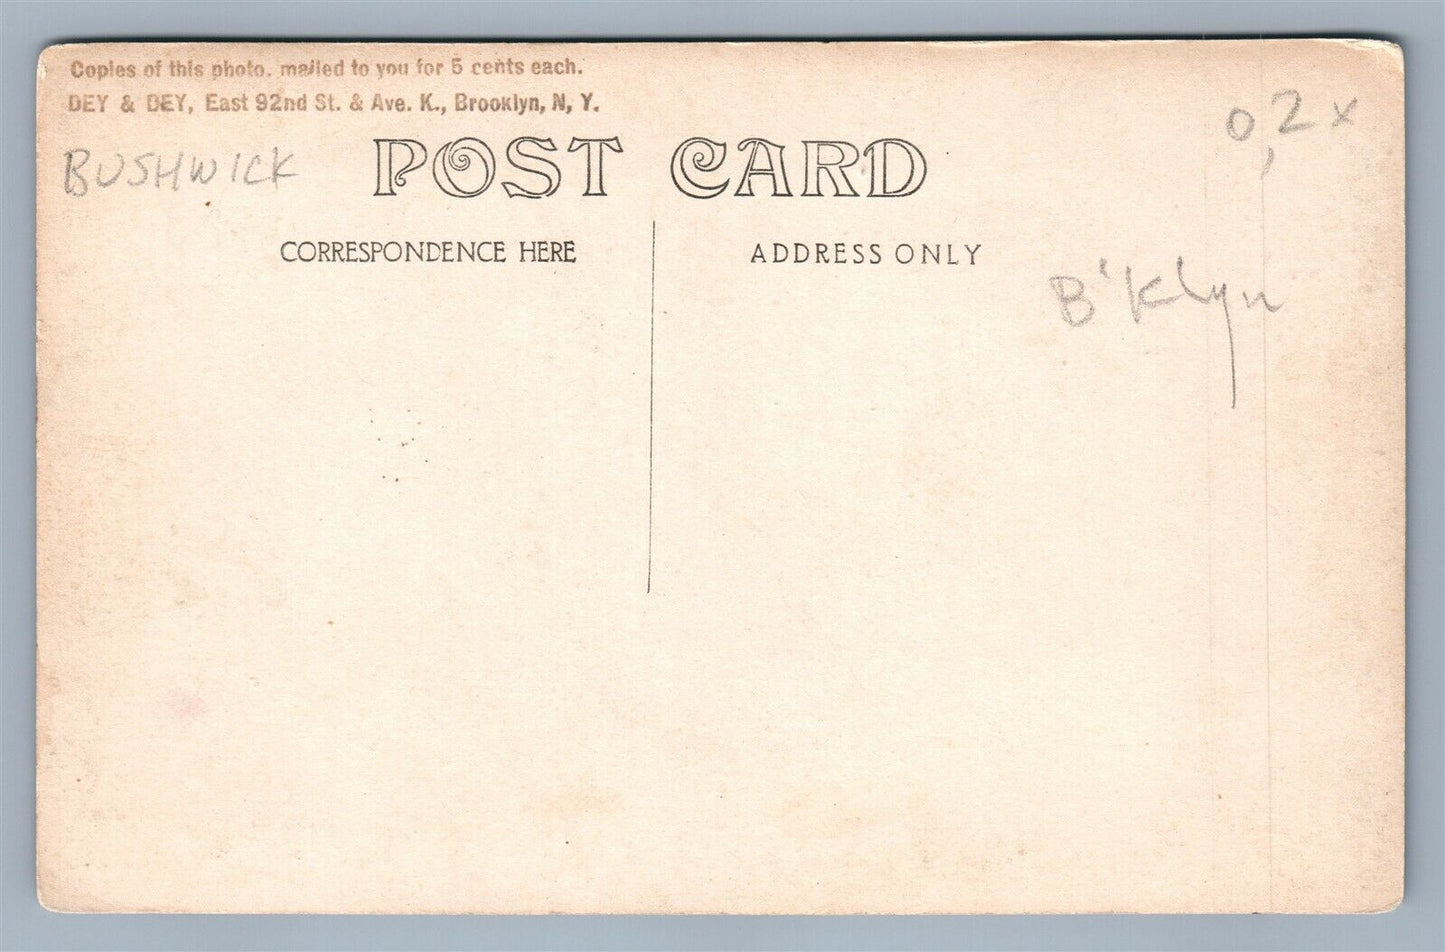 Copies of this photo. mailed to you for 5 cents each.
DEY & DEY, East 92nd St. & Ave. K., Brooklyn, N, Y.
BUSHWICK
POST CARD
0,2x
CORRESPONDENCE HERE
ADDRESS ONLY
B'klyn